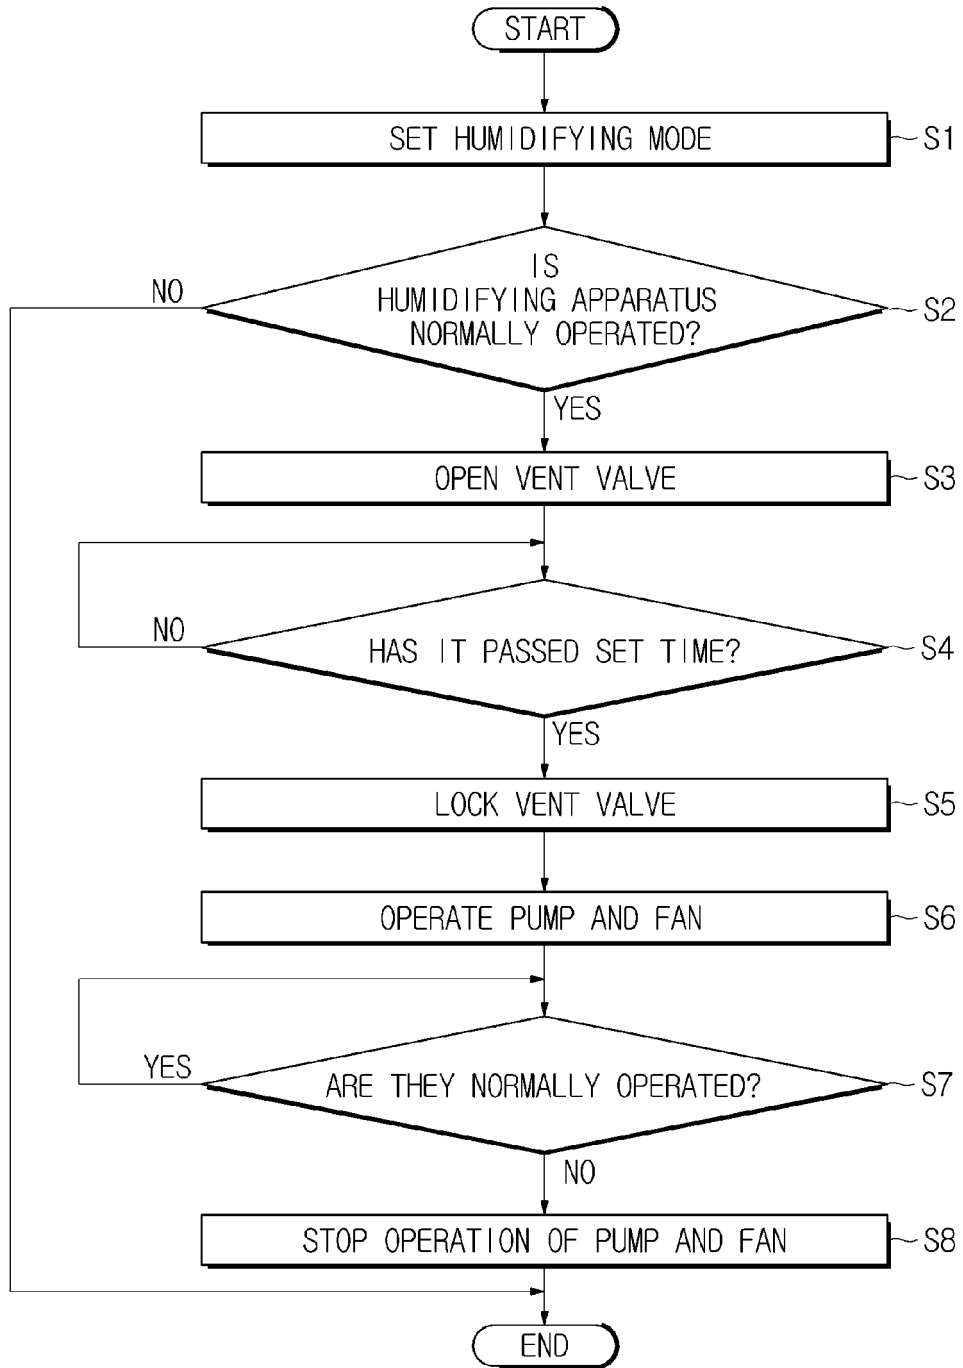 START
SET HUMIDIFYING MODE
S1
IS
HUMIDIFYING APPARATUS
NORMALLY OPERATED?
S2
NO
YES
OPEN VENT VALVE
S3
HAS IT PASSED SET TIME?
S4
NO
YES
LOCK VENT VALVE
S5
OPERATE PUMP AND FAN
S6
YES
ARE THEY NORMALLY OPERATED?
S7
NO
STOP OPERATION OF PUMP AND FAN
S8
END